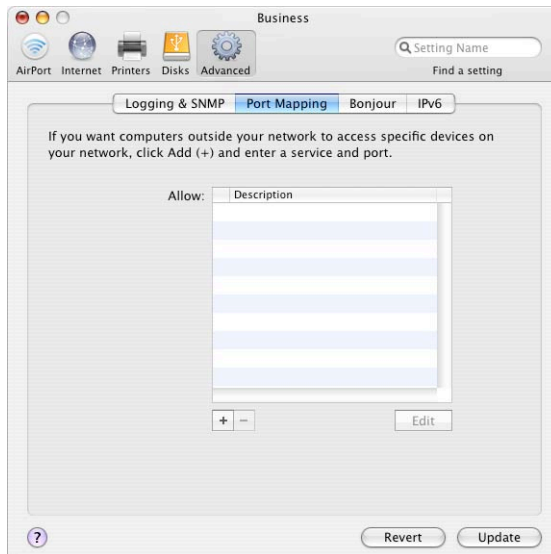 Business
Setting Name
AirPort Internet Printers Disks Advanced
Find a setting
Logging & SNMP Port Mapping Bonjour IPv6
If you want computers outside your network to access specific devices on
your network, click Add (+) and enter a service and port.
Allow:
Description
+ −
Edit
?
Revert
Update